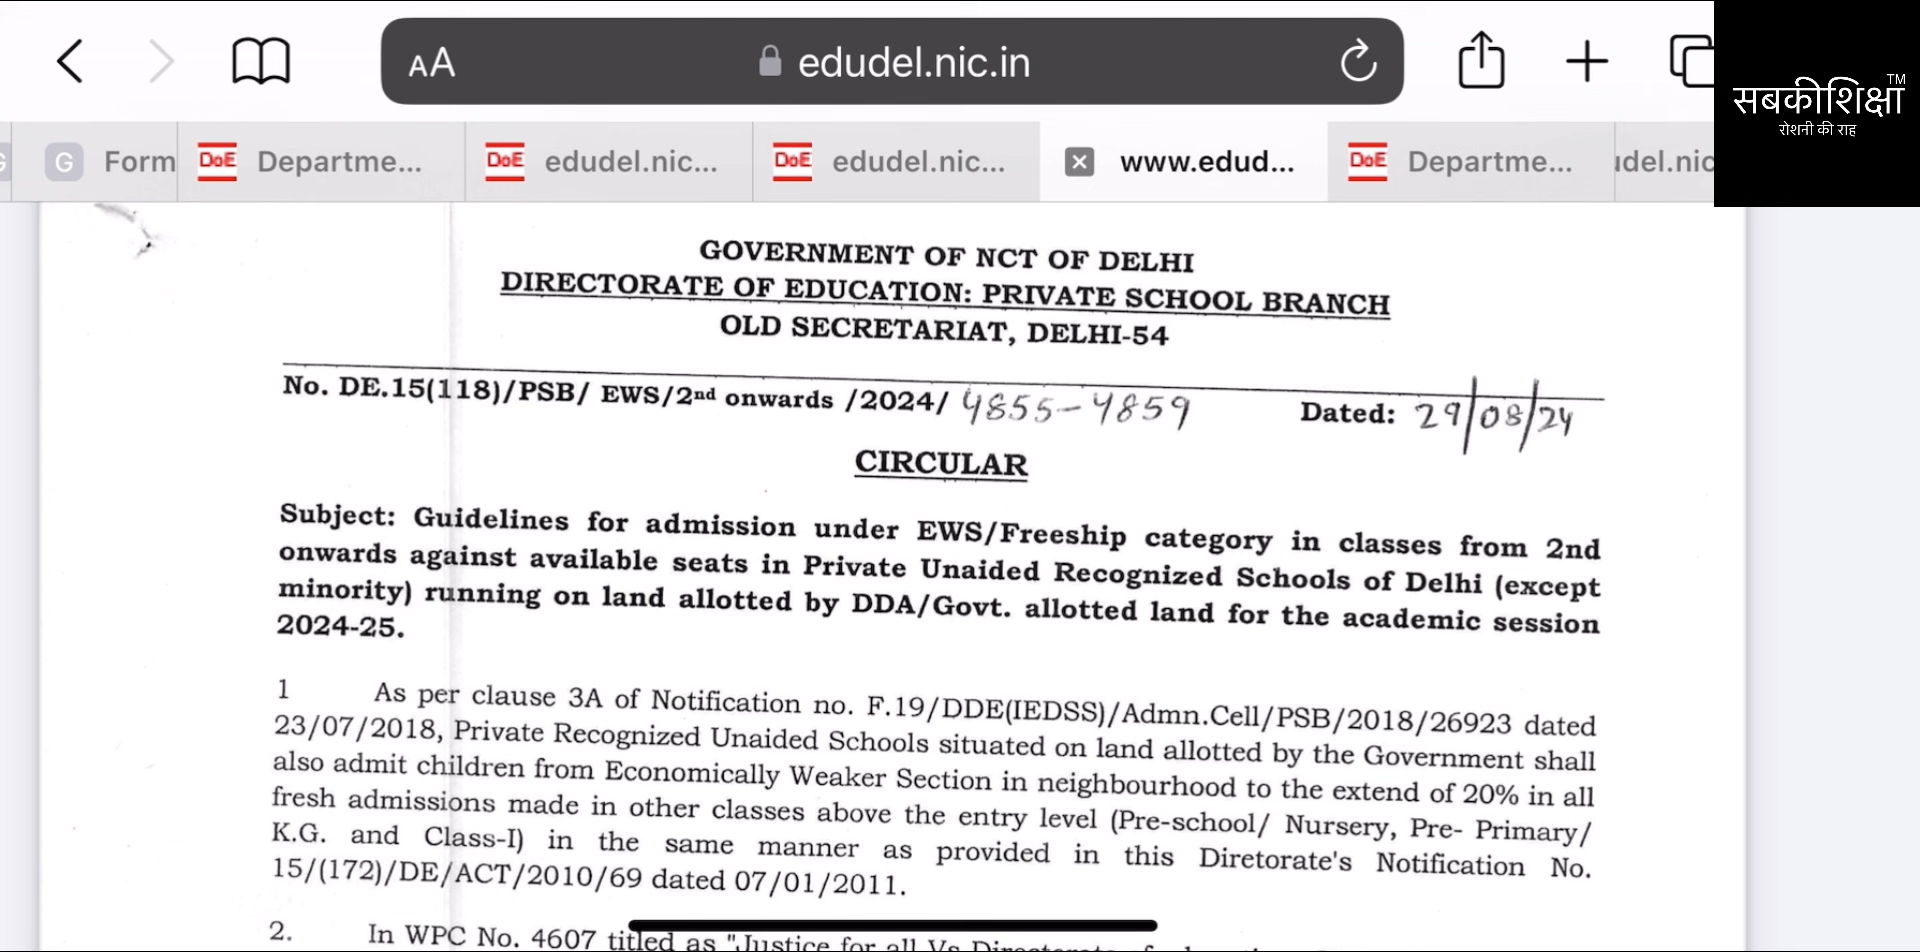 AA edudel.nic.in
सबकीशिक्षा TM
रोशनी की राह
G Form DoE Departme... DoE edudel.nic... DoE edudel.nic... www.edud... DoE Departme... del.nic
GOVERNMENT OF NCT OF DELHI
DIRECTORATE OF EDUCATION: PRIVATE SCHOOL BRANCH
OLD SECRETARIAT, DELHI-54
No. DE.15(118)/PSB/ EWS/2nd onwards /2024/ 4855-4859 Dated: 29/08/24
CIRCULAR
Subject: Guidelines for admission under EWS/Freeship category in classes from 2nd
onwards against available seats in Private Unaided Recognized Schools of Delhi (except
minority) running on land allotted by DDA/Govt. allotted land for the academic session
2024-25.
1 As per clause 3A of Notification no. F.19/DDE(IEDSS)/Admn.Cell/PSB/2018/26923 dated
23/07/2018, Private Recognized Unaided Schools situated on land allotted by the Government shall
also admit children from Economically Weaker Section in neighbourhood to the extend of 20% in all
fresh admissions made in other classes above the entry level (Pre-school/ Nursery, Pre- Primary/
K.G. and Class-I) in the same manner as provided in this Diretorate's Notification No.
15/(172)/DE/ACT/2010/69 dated 07/01/2011.
2. In WPC No. 4607 titled as "Justice for all Vs